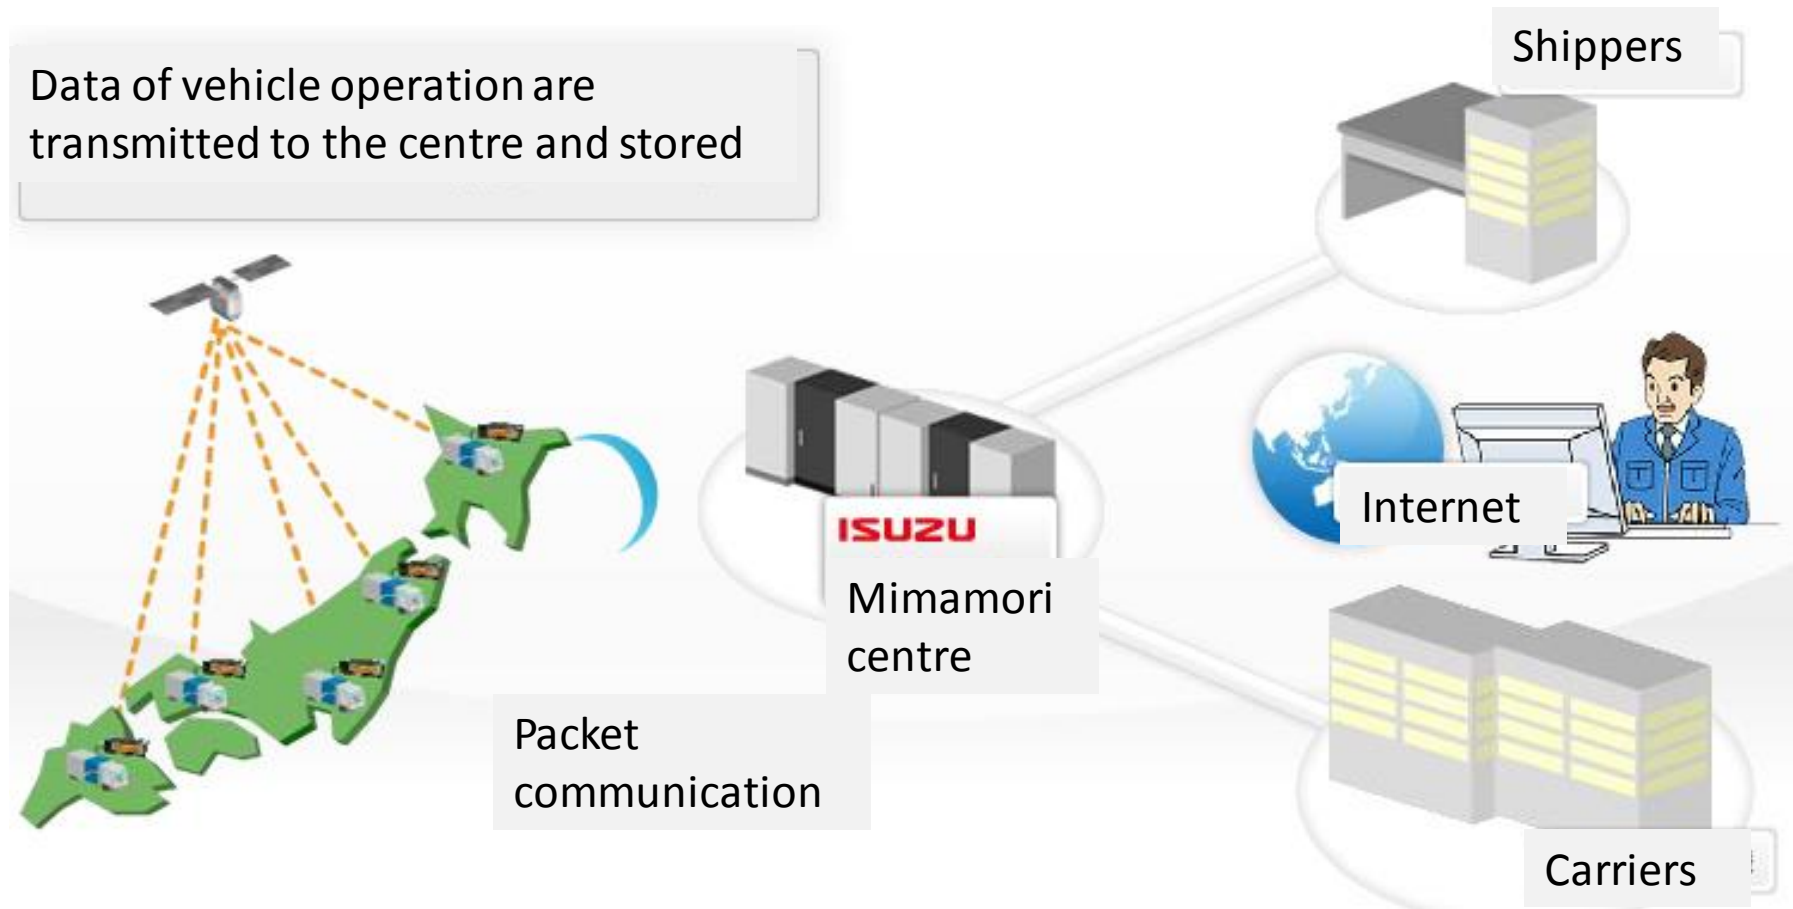 Data of vehicle operation are
transmitted to the centre and stored
Shippers
Internet
ISUZU
Mimamori
centre
Packet
communication
Carriers